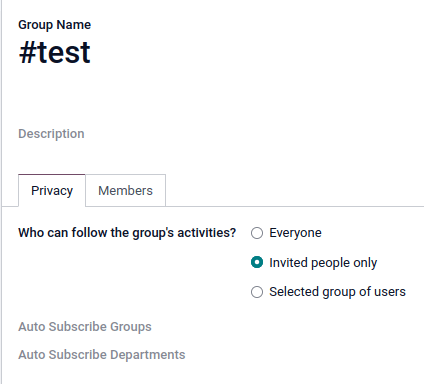 Group Name
#test
Description
Privacy Members
Who can follow the group's activities? Everyone
Invited people only
Selected group of users
Auto Subscribe Groups
Auto Subscribe Departments